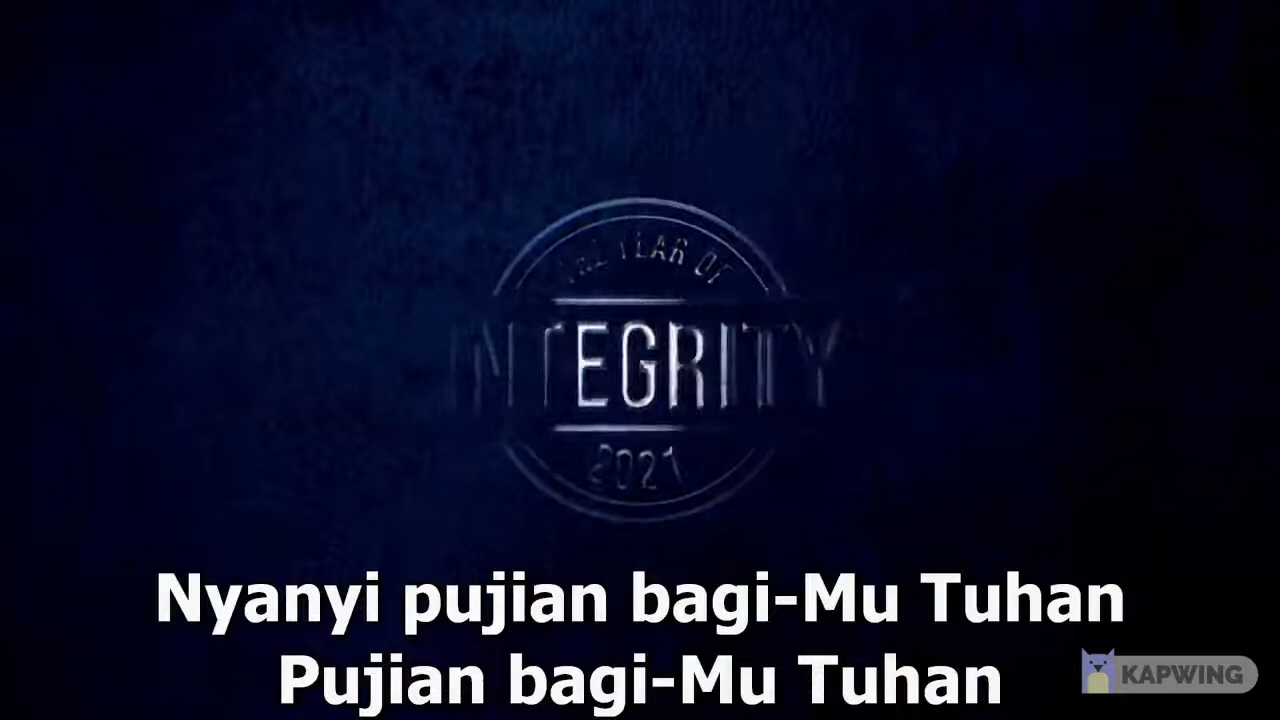 THE YEAR OF
INTEGRITY
2021
Nyanyi pujian bagi-Mu Tuhan
Pujian bagi-Mu Tuhan
KAPWING